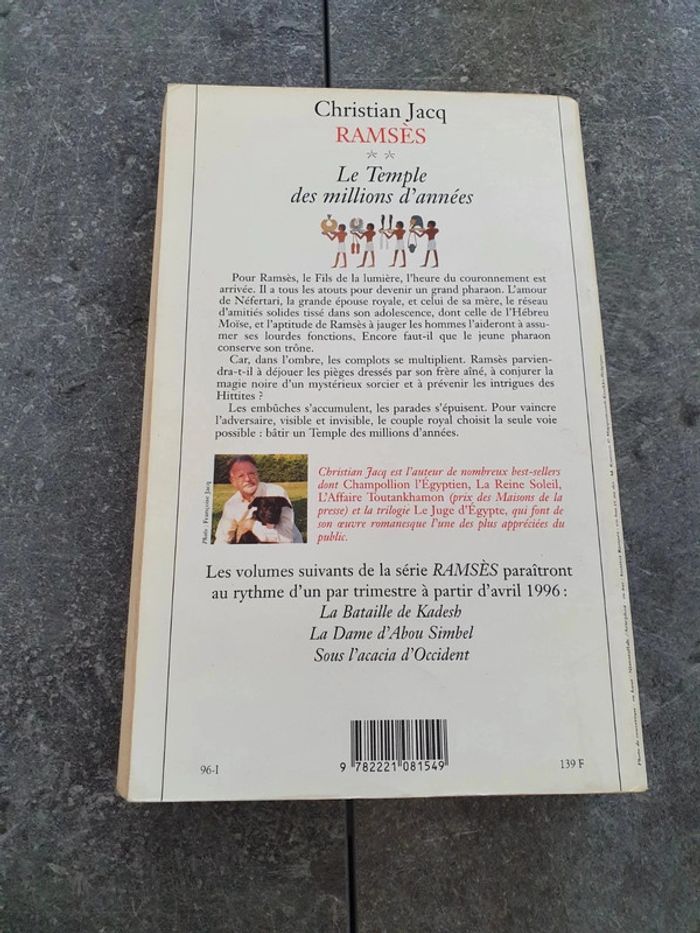 Christian Jacq
RAMSÈS
* *
Le Temple
des millions d'années
Pour Ramsès, le Fils de la lumière, l'heure du couronnement est
arrivée. Il a tous les atouts pour devenir un grand pharaon. L'amour
de Néfertari, la grande épouse royale, et celui de sa mère, le réseau
d'amitiés solides tissé dans son adolescence, dont celle de l'Hébreu
Moïse, et l'aptitude de Ramsès à jauger les hommes l'aideront à assu-
mer ses lourdes fonctions. Encore faut-il que le jeune pharaon
conserve son trône.
Car, dans l'ombre, les complots se multiplient. Ramsès parvien-
dra-t-il à déjouer les pièges dressés par son frère aîné, à conjurer la
magie noire d'un mystérieux sorcier et à prévenir les intrigues des
Hittites ?
Les embûches s'accumulent, les parades s'épuisent. Pour vaincre
l'adversaire, visible et invisible, le couple royal choisit la seule voie
possible : bâtir un Temple des millions d'années.
Photo : Françoise Jacq
Christian Jacq est l'auteur de nombreux best-sellers
dont Champollion l'Égyptien, La Reine Soleil,
L'Affaire Toutankhamon (prix des Maisons de la
presse) et la trilogie Le Juge d'Égypte, qui font de
son œuvre romanesque l'une des plus appréciées du
public.
Les volumes suivants de la série RAMSÈS paraîtront
au rythme d'un par trimestre à partir d'avril 1996 :
La Bataille de Kadesh
La Dame d'Abou Simbel
Sous l'acacia d'Occident
96-I
9 782221 081549
139 F
Photo de couverture